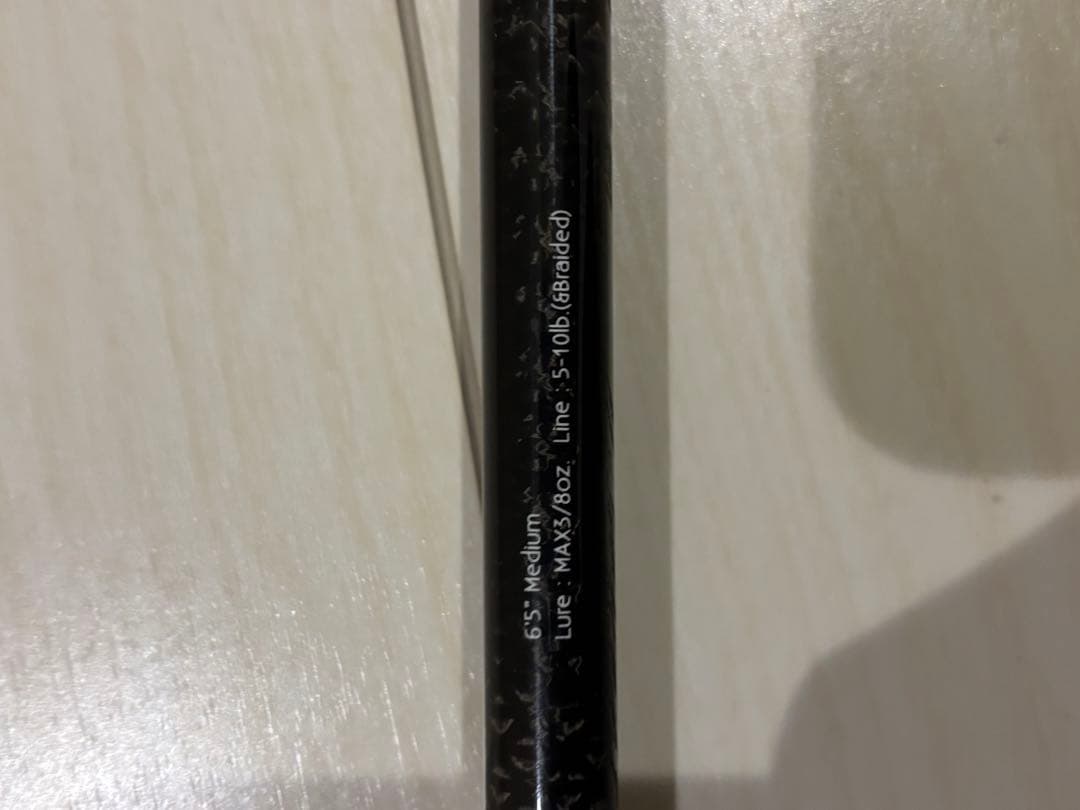 6'5" Medium
Lure : MAX3/8oz. Line : 5-10lb.(&Braided)